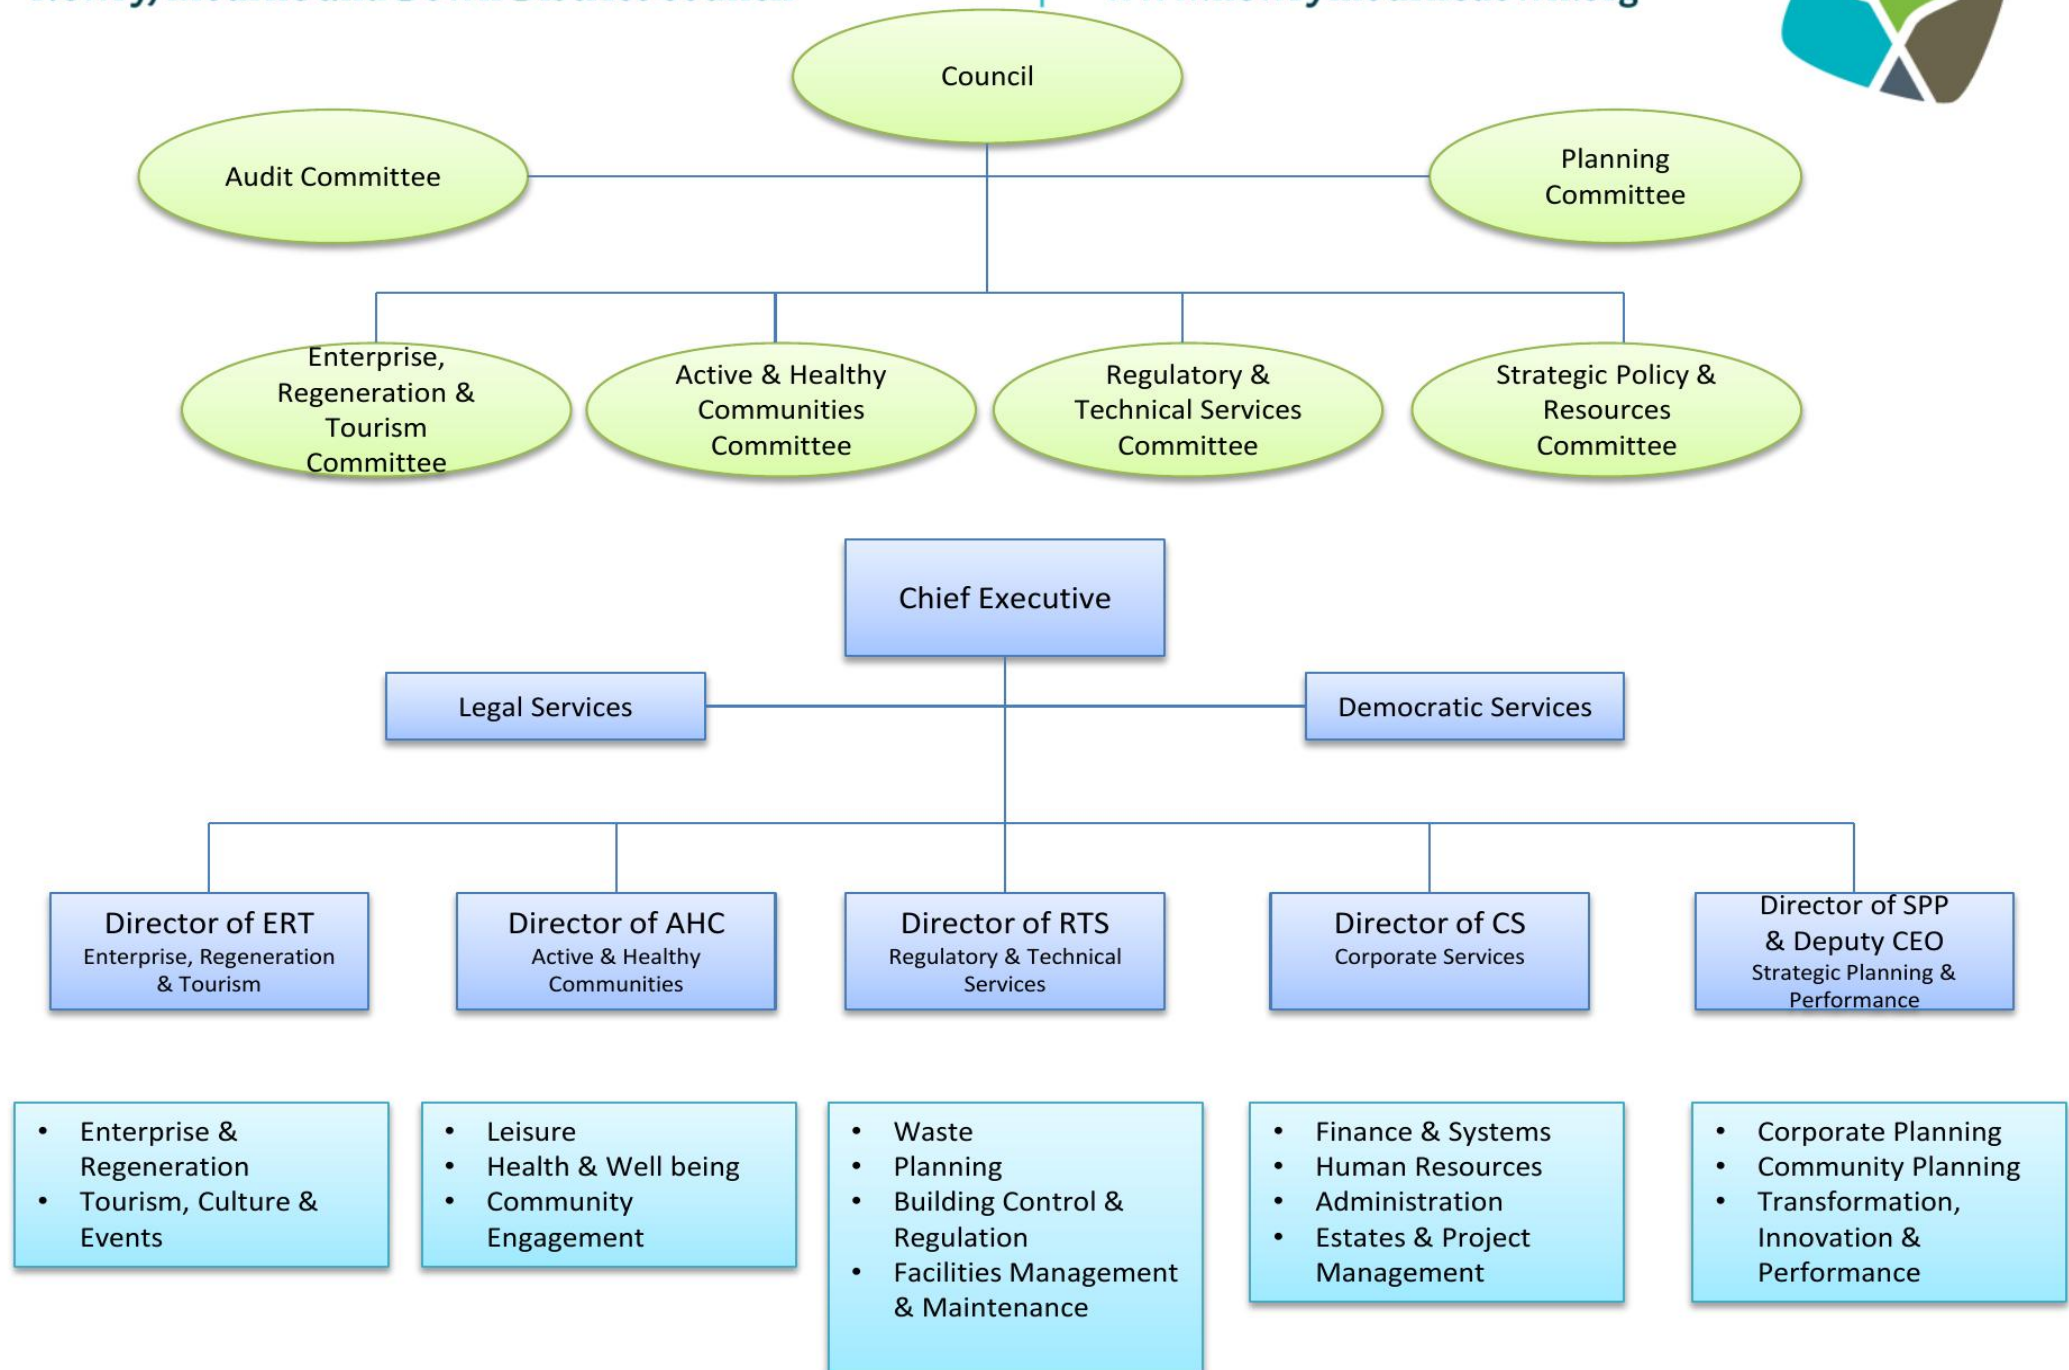 Council
Audit Committee
Planning
Committee
Enterprise,
Regeneration &
Tourism
Committee
Active & Healthy
Communities
Committee
Regulatory &
Technical Services
Committee
Strategic Policy &
Resources
Committee
Chief Executive
Legal Services
Democratic Services
Director of ERT
Enterprise, Regeneration
& Tourism
Director of AHC
Active & Healthy
Communities
Director of RTS
Regulatory & Technical
Services
Director of CS
Corporate Services
Director of SPP
& Deputy CEO
Strategic Planning &
Performance
• Enterprise &
Regeneration
• Tourism, Culture &
Events
• Leisure
• Health & Well being
• Community
Engagement
• Waste
• Planning
• Building Control &
Regulation
• Facilities Management
& Maintenance
• Finance & Systems
• Human Resources
• Administration
• Estates & Project
Management
• Corporate Planning
• Community Planning
• Transformation,
Innovation &
Performance